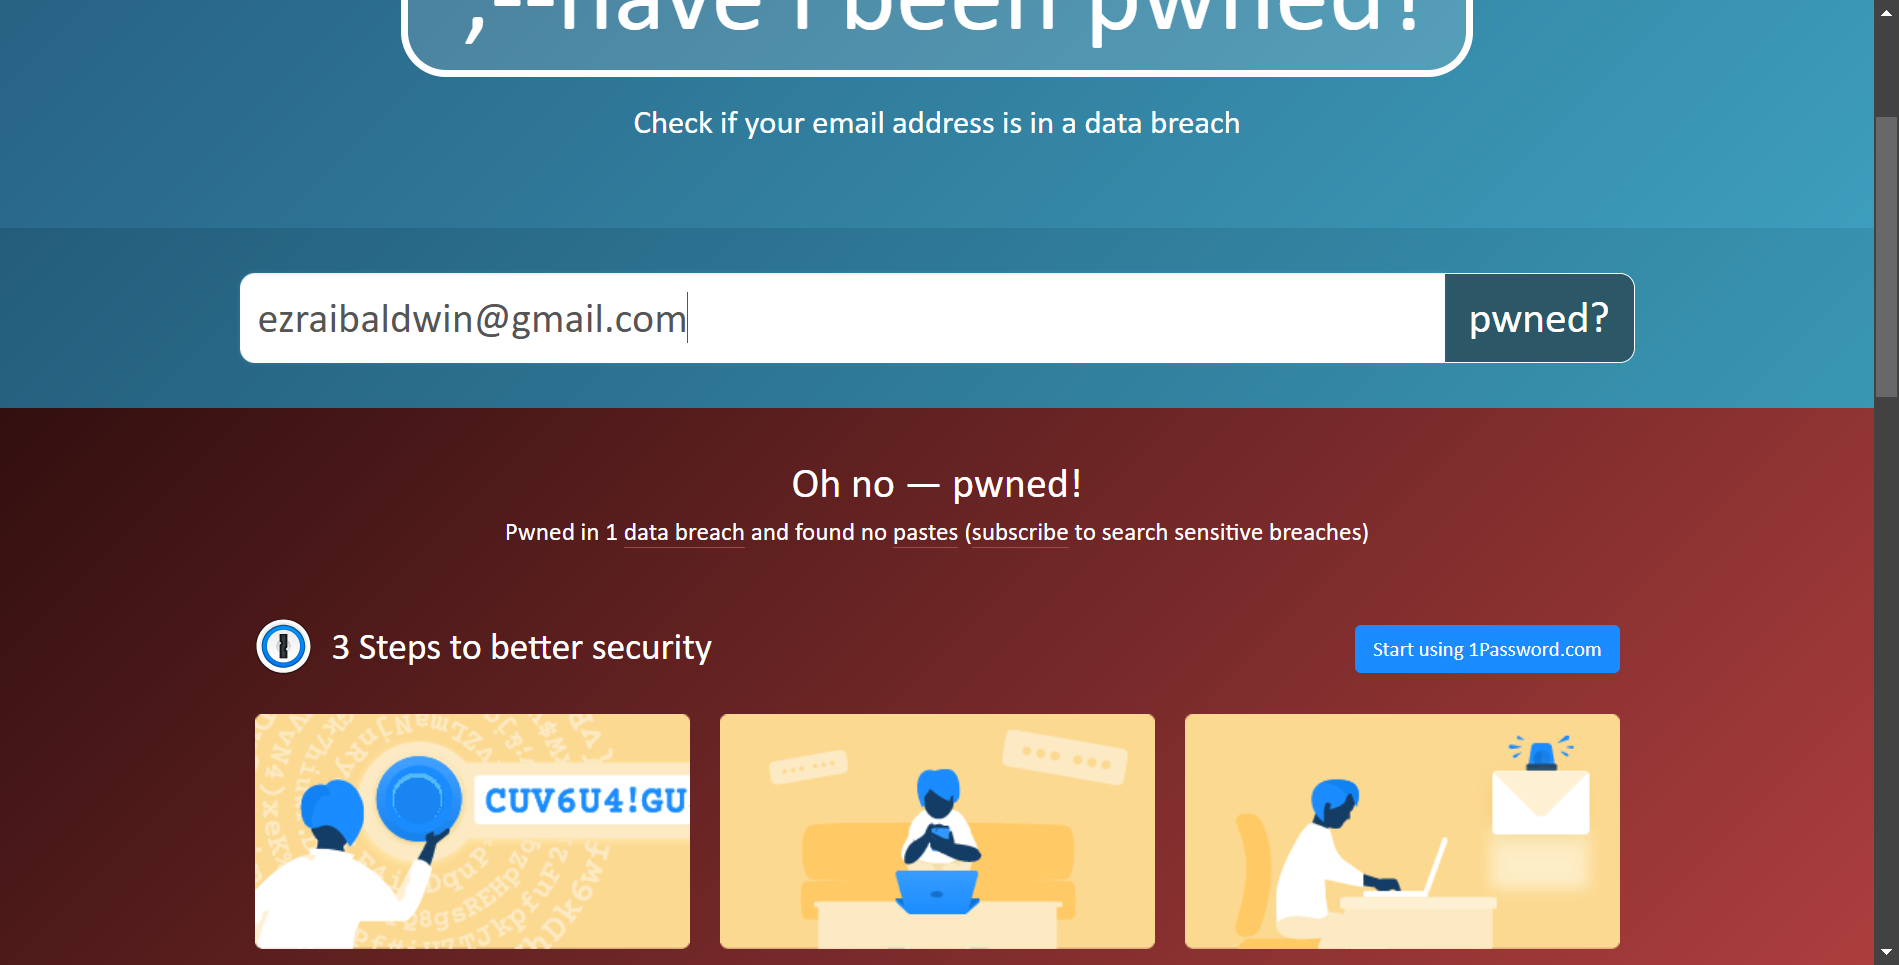 ;--have i been pwned?
Check if your email address is in a data breach
ezraibaldwin@gmail.com
pwned?
Oh no — pwned!
Pwned in 1 data breach and found no pastes (subscribe to search sensitive breaches)
3 Steps to better security
Start using 1Password.com
CUV6U4!GU